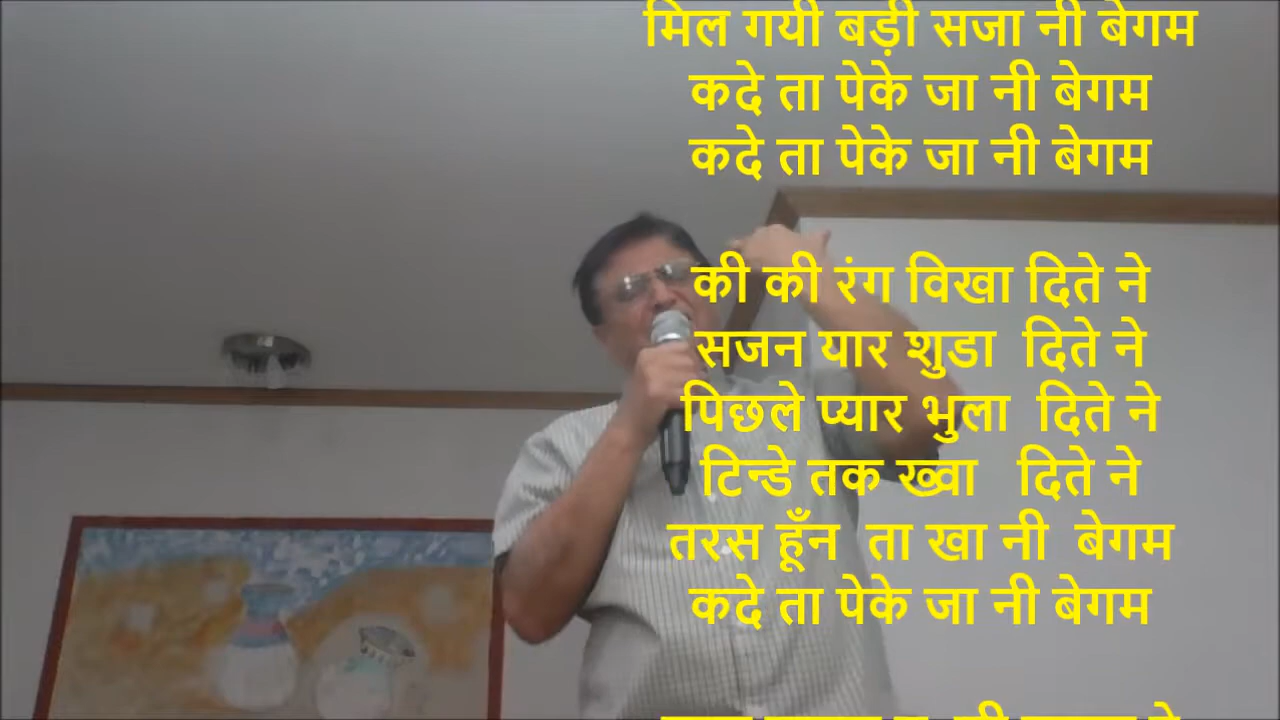 मिल गयी बड़ी सजा नी बेगम
कदे ता पेके जा नी बेगम
कदे ता पेके जा नी बेगम
की की रंग विखा दिते ने
सजन यार शुडा दिते ने
पिछले प्यार भुला दिते ने
टिन्डे तक ख्वा दिते ने
तरस हूँन ता खा नी बेगम
कदे ता पेके जा नी बेगम